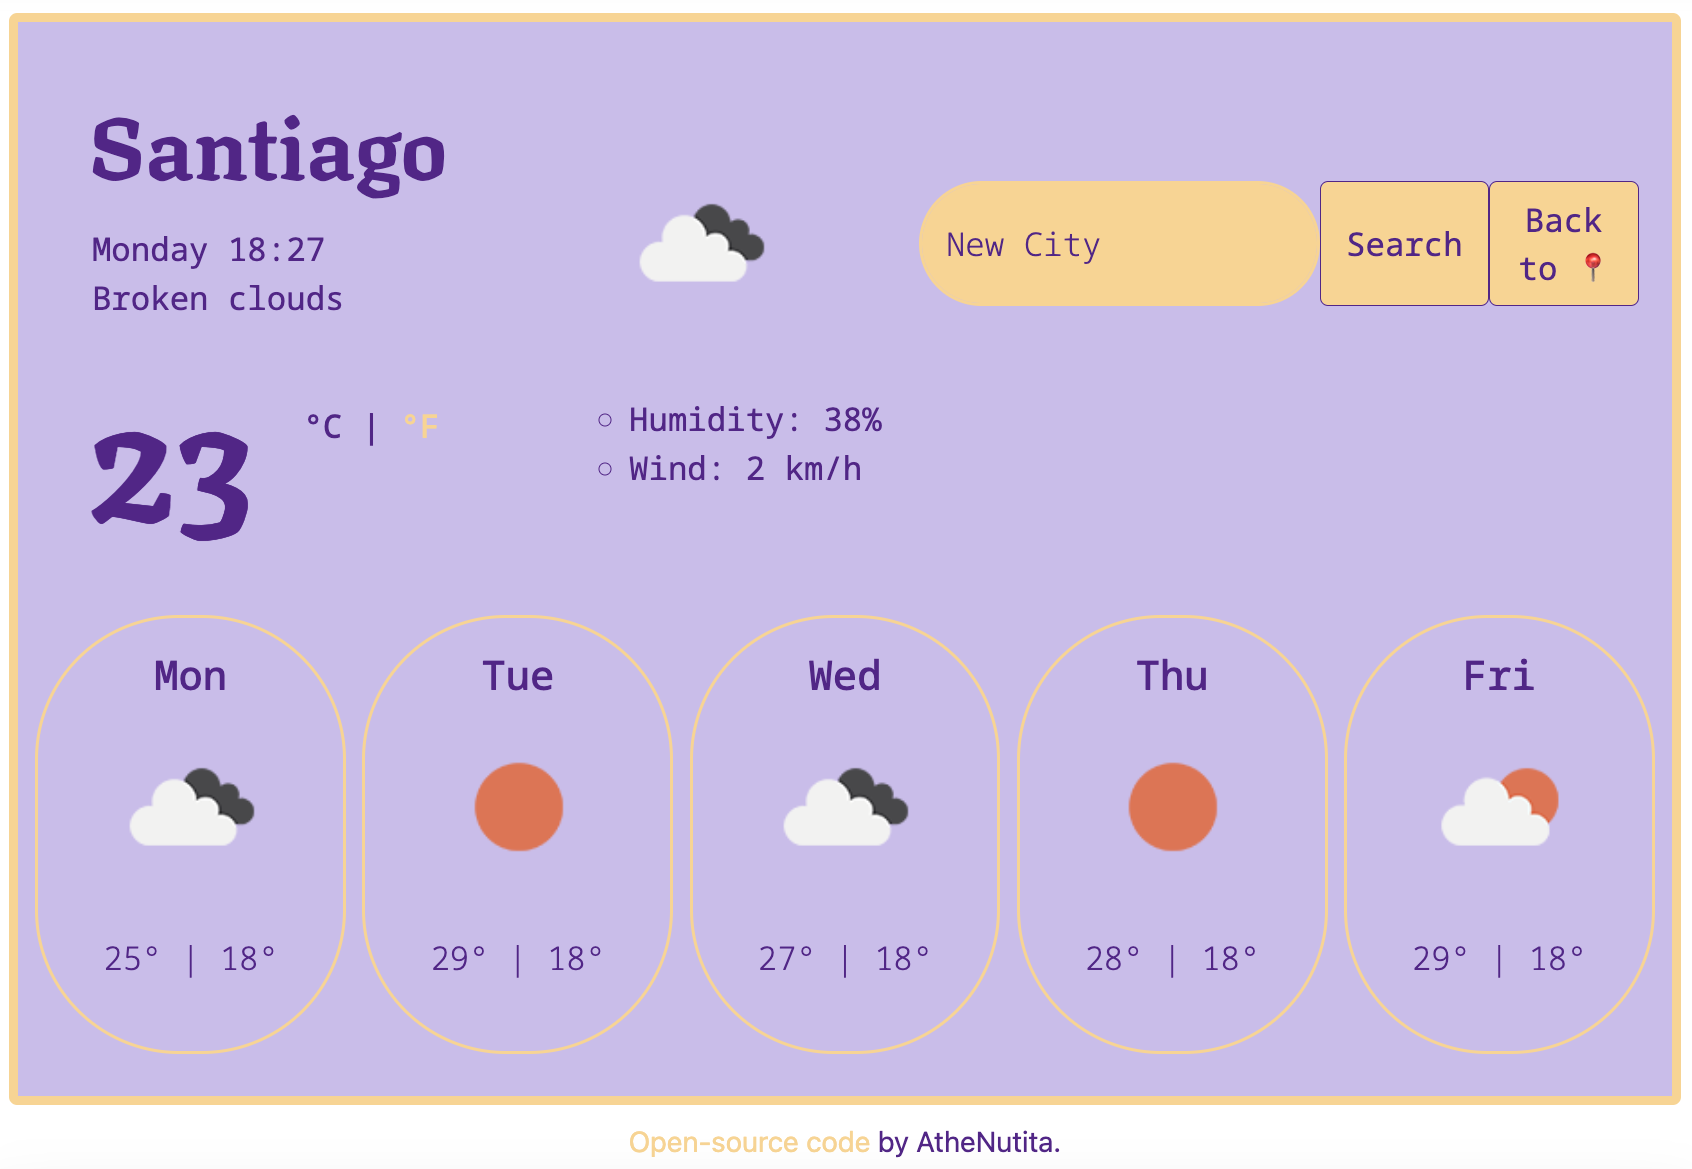 Santiago
Monday 18:27
Broken clouds
New City
Search
Back
to 📍
23
°C | °F
Humidity: 38%
Wind: 2 km/h
Mon
25° | 18°
Tue
29° | 18°
Wed
27° | 18°
Thu
28° | 18°
Fri
29° | 18°
Open-source code by AtheNutita.